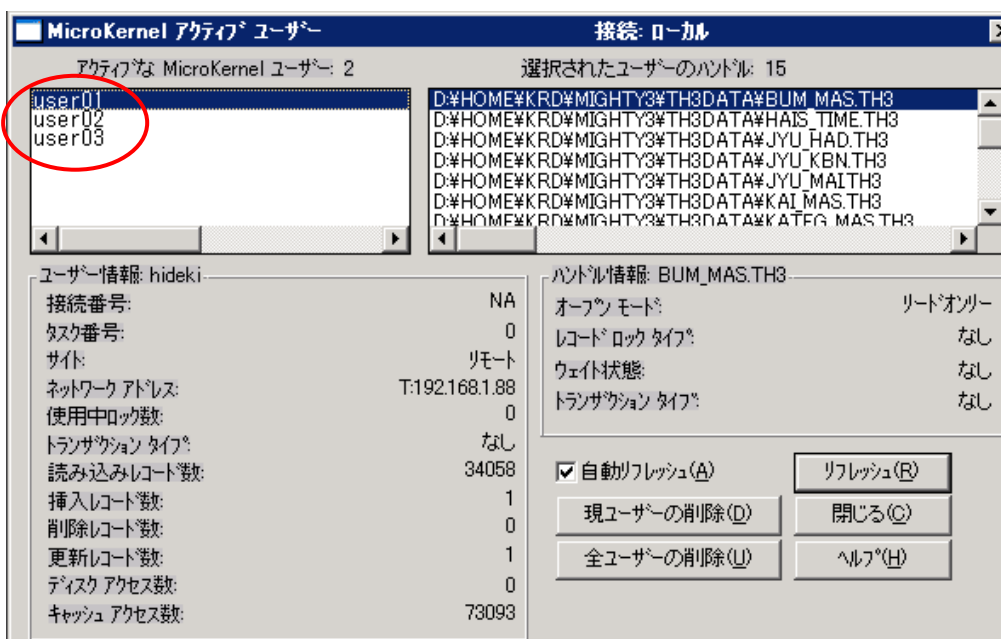 MicroKernel アクティブ ユーザー 接続: ローカル
アクティブな MicroKernel ユーザー: 2
選択されたユーザーのハンドル: 15
user01
user02
user03
D:¥HOME¥KRD¥MIGHTY3¥TH3DATA¥BUM_MAS.TH3
D:¥HOME¥KRD¥MIGHTY3¥TH3DATA¥HAIS_TIME.TH3
D:¥HOME¥KRD¥MIGHTY3¥TH3DATA¥JYU_HAD.TH3
D:¥HOME¥KRD¥MIGHTY3¥TH3DATA¥JYU_KBN.TH3
D:¥HOME¥KRD¥MIGHTY3¥TH3DATA¥JYU_MAI.TH3
D:¥HOME¥KRD¥MIGHTY3¥TH3DATA¥KAI_MAS.TH3
D:¥HOME¥KRD¥MIGHTY3¥TH3DATA¥KATEG_MAS.TH3
ユーザー情報: hideki
接続番号: NA
タスク番号: 0
サイト: リモート
ネットワーク アドレス: T:192.168.1.88
使用中ロック数: 0
トランザクション タイプ: なし
読み込みレコード数: 34058
挿入レコード数: 1
削除レコード数: 0
更新レコード数: 1
ディスク アクセス数: 0
キャッシュ アクセス数: 73093
ハンドル情報: BUM_MAS.TH3
オープン モード: リードオンリー
レコード ロック タイプ: なし
ウェイト状態: なし
トランザクション タイプ: なし
自動リフレッシュ(A)
リフレッシュ(R)
現ユーザーの削除(D)
閉じる(C)
全ユーザーの削除(U)
ヘルプ(H)